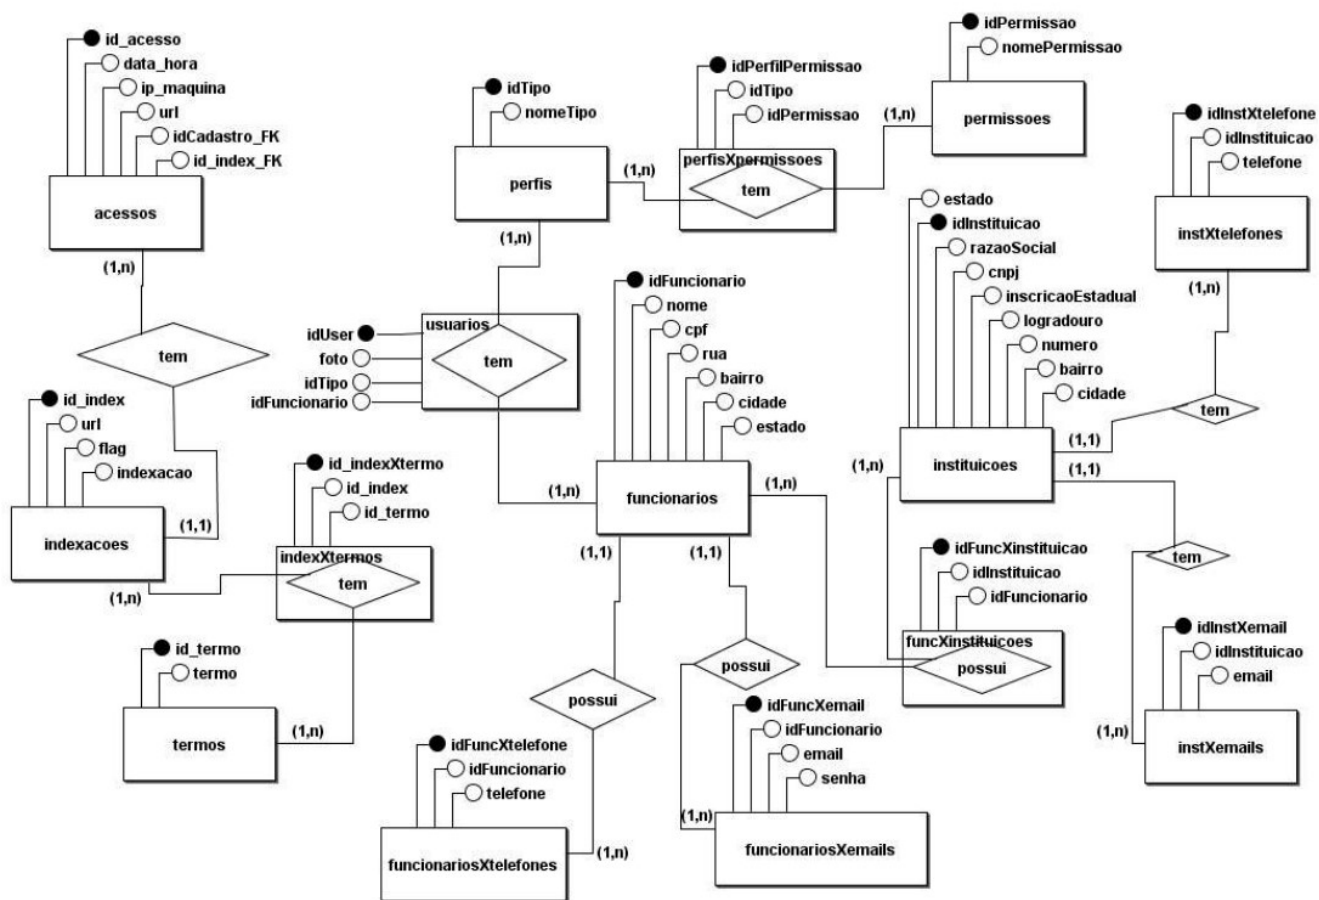 id_acesso
data_hora
ip_maquina
url
idCadastro_FK
id_index_FK
acessos
(1,n)
tem
id_index
url
flag
indexacao
(1,1)
indexacoes
(1,n)
id_indexXtermo
id_index
id_termo
indexXtermos
tem
id_termo
termo
termos
(1,n)
idTipo
nomeTipo
perfis
(1,n)
(1,n)
idPerfilPermissao
idTipo
idPermissao
perfisXpermissoes
tem
(1,n)
idPermissao
nomePermissao
permissoes
idUser
foto
idTipo
idFuncionario
usuarios
tem
(1,n)
idFuncionario
nome
cpf
rua
bairro
cidade
estado
funcionarios
(1,n)
(1,1)
(1,1)
possui
idFuncXtelefone
idFuncionario
telefone
funcionariosXtelefones
(1,n)
possui
idFuncXemail
idFuncionario
email
senha
(1,n)
funcionariosXemails
estado
idInstituicao
razaoSocial
cnpj
inscricaoEstadual
logradouro
numero
bairro
cidade
instituicoes
(1,n)
(1,1)
(1,1)
idFuncXinstituicao
idInstituicao
idFuncionario
funcXinstituicoes
possui
idInstXtelefone
idInstituicao
telefone
instXtelefones
(1,n)
tem
tem
idInstXemail
idInstituicao
email
(1,n)
instXemails